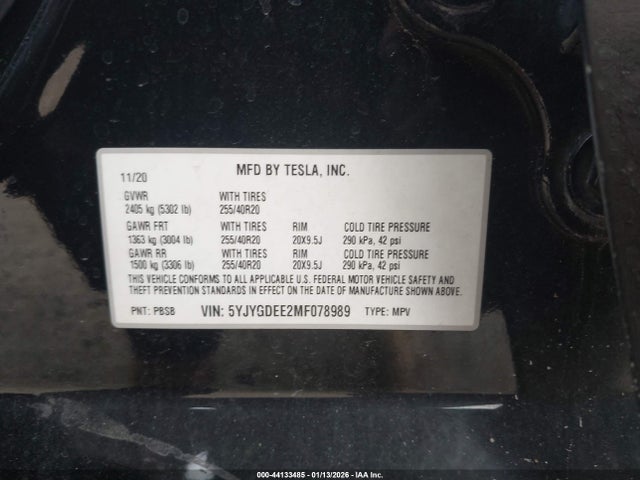 11/20 MFD BY TESLA, INC.
GVWR WITH TIRES
2405 kg (5302 lb) 255/40R20
GAWR FRT WITH TIRES RIM COLD TIRE PRESSURE
1363 kg (3004 lb) 255/40R20 20X9.5J 290 kPa, 42 psi
GAWR RR WITH TIRES RIM COLD TIRE PRESSURE
1500 kg (3306 lb) 255/40R20 20X9.5J 290 kPa, 42 psi
THIS VEHICLE CONFORMS TO ALL APPLICABLE U.S. FEDERAL MOTOR VEHICLE SAFETY AND
THEFT PREVENTION STANDARDS IN EFFECT ON THE DATE OF MANUFACTURE SHOWN ABOVE.
PNT: PBSB VIN: 5YJYGDEE2MF078989 TYPE: MPV
000-44133485 - 01/13/2026 - IAA Inc.